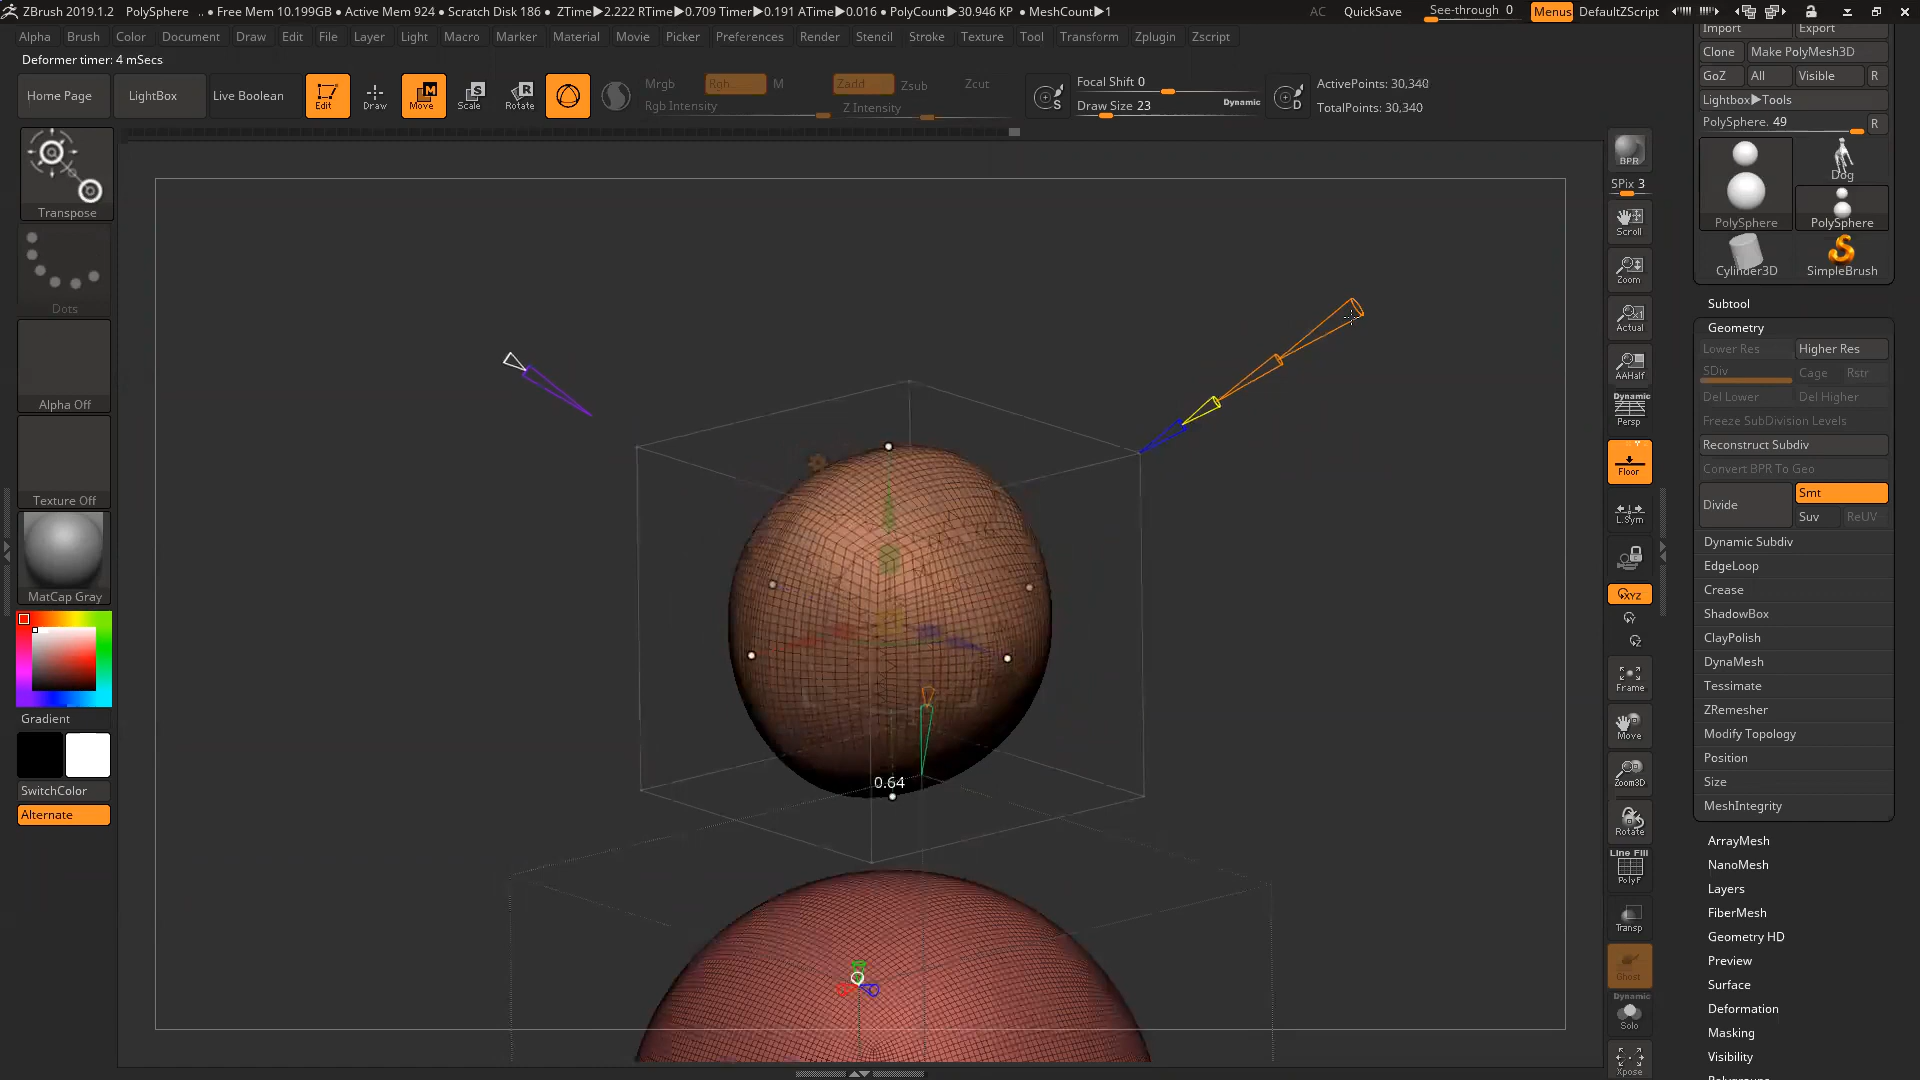 ZBrush 2019.1.2 PolySphere .. ● Free Mem 10.199GB ● Active Mem 924 ● Scratch Disk 186 ● ZTime▶2.222 RTime▶0.709 Timer▶0.191 ATime▶0.016 ● PolyCount▶30.946 KP ● MeshCount▶1 AC QuickSave See-through 0 Menus DefaultZScript
Alpha Brush Color Document Draw Edit File Layer Light Macro Marker Material Movie Picker Preferences Render Stencil Stroke Texture Tool Transform Zplugin Zscript
Deformer timer: 4 mSecs
Home Page LightBox Live Boolean Edit Draw Move Scale Rotate
Mrgb Rgb M Zadd Zsub Zcut
Rgb Intensity Z Intensity
S
Focal Shift 0
Draw Size 23 Dynamic
D
ActivePoints: 30,340
TotalPoints: 30,340
Transpose
Dots
Alpha Off
Texture Off
MatCap Gray
Gradient
SwitchColor
Alternate
0.64
BPR
SPix 3
Scroll
Zoom
Actual
AAHalf
Dynamic
Persp
Floor
L.Sym
XYZ
Y
Z
Frame
Move
Zoom3D
Rotate
Line Fill
PolyF
Transp
Ghost
Dynamic
Solo
Xpose
Import Export
Clone Make PolyMesh3D
GoZ All Visible R
Lightbox▶Tools
PolySphere. 49 R
PolySphere
Dog
PolySphere
Cylinder3D SimpleBrush
Subtool
Geometry
Lower Res Higher Res
SDiv Cage Rstr
Del Lower Del Higher
Freeze SubDivision Levels
Reconstruct Subdiv
Convert BPR To Geo
Divide Smt
Suv ReUV
Dynamic Subdiv
EdgeLoop
Crease
ShadowBox
ClayPolish
DynaMesh
Tessimate
ZRemesher
Modify Topology
Position
Size
MeshIntegrity
ArrayMesh
NanoMesh
Layers
FiberMesh
Geometry HD
Preview
Surface
Deformation
Masking
Visibility